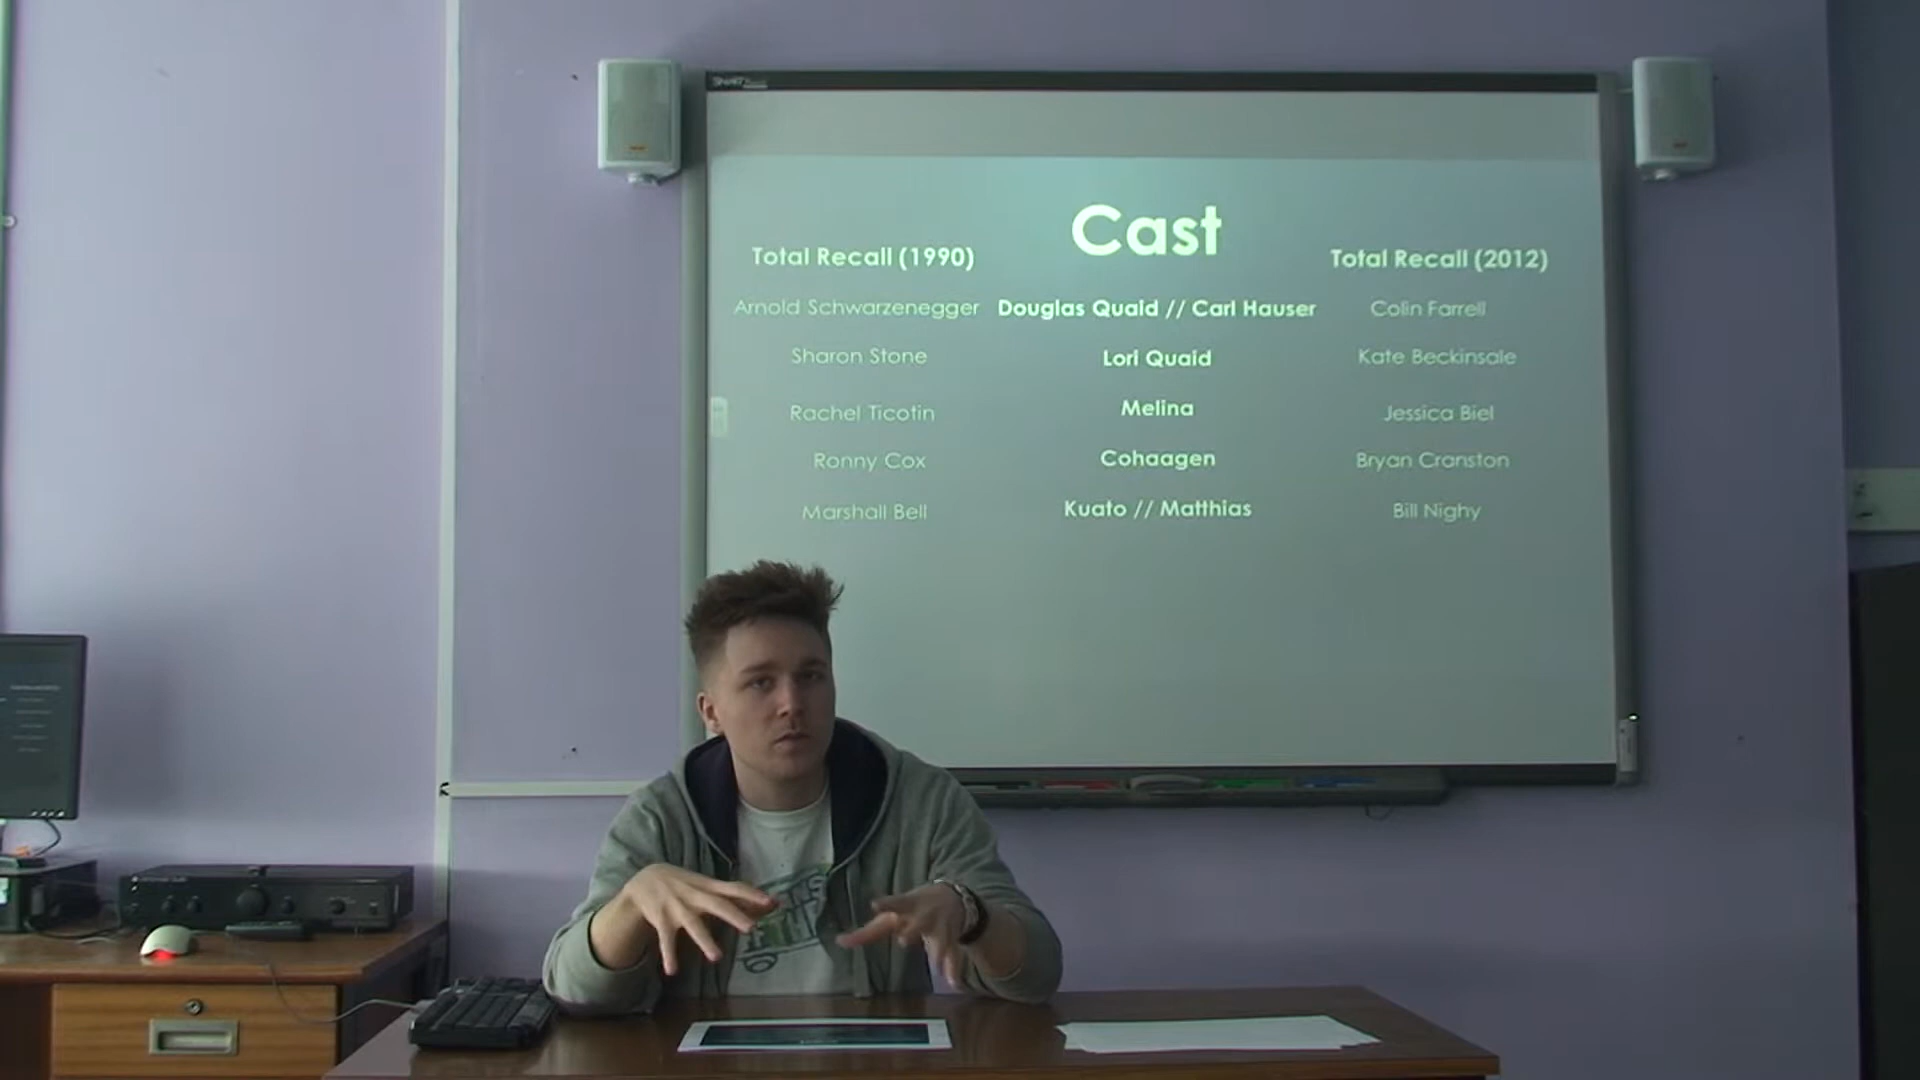 SMART
Cast
Total Recall (1990) Total Recall (2012)
Arnold Schwarzenegger Douglas Quaid // Carl Hauser Colin Farrell
Sharon Stone Lori Quaid Kate Beckinsale
Rachel Ticotin Melina Jessica Biel
Ronny Cox Cohaagen Bryan Cranston
Marshall Bell Kuato // Matthias Bill Nighy